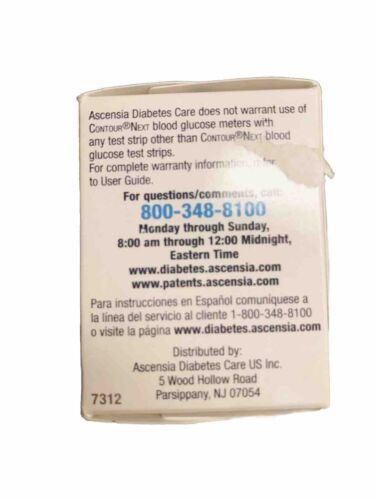 Ascensia Diabetes Care does not warrant use of
CONTOUR®NEXT blood glucose meters with
any test strip other than CONTOUR®NEXT blood
glucose test strips.
For complete warranty information, refer
to User Guide.
For questions/comments, call:
800-348-8100
Monday through Sunday,
8:00 am through 12:00 Midnight,
Eastern Time
www.diabetes.ascensia.com
www.patents.ascensia.com
Para instrucciones en Español comuníquese a
la línea del servicio al cliente 1-800-348-8100
o visite la página www.diabetes.ascensia.com
Distributed by:
Ascensia Diabetes Care US Inc.
5 Wood Hollow Road
Parsippany, NJ 07054
7312